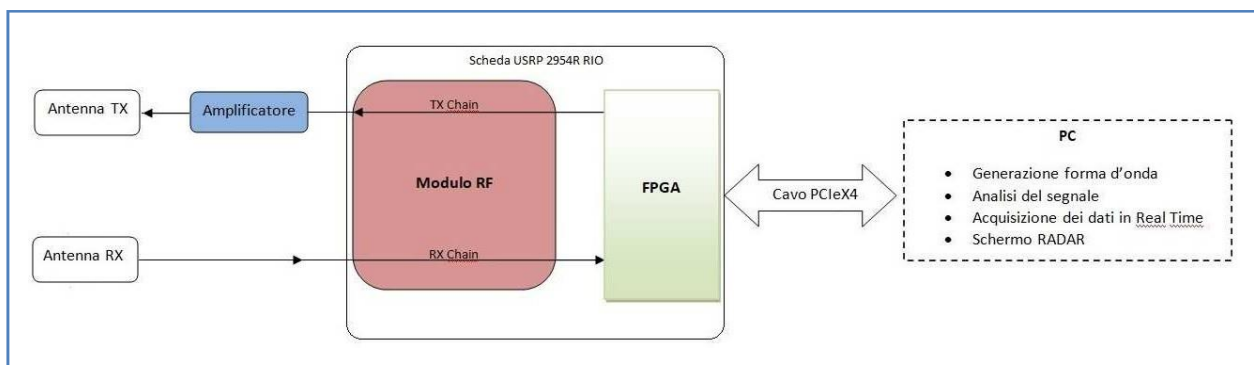 Scheda USRP 2954R RIO
Antenna TX
Amplificatore
TX Chain
Modulo RF
FPGA
Antenna RX
RX Chain
Cavo PCIeX4
PC
• Generazione forma d'onda
• Analisi del segnale
• Acquisizione dei dati in Real Time
• Schermo RADAR